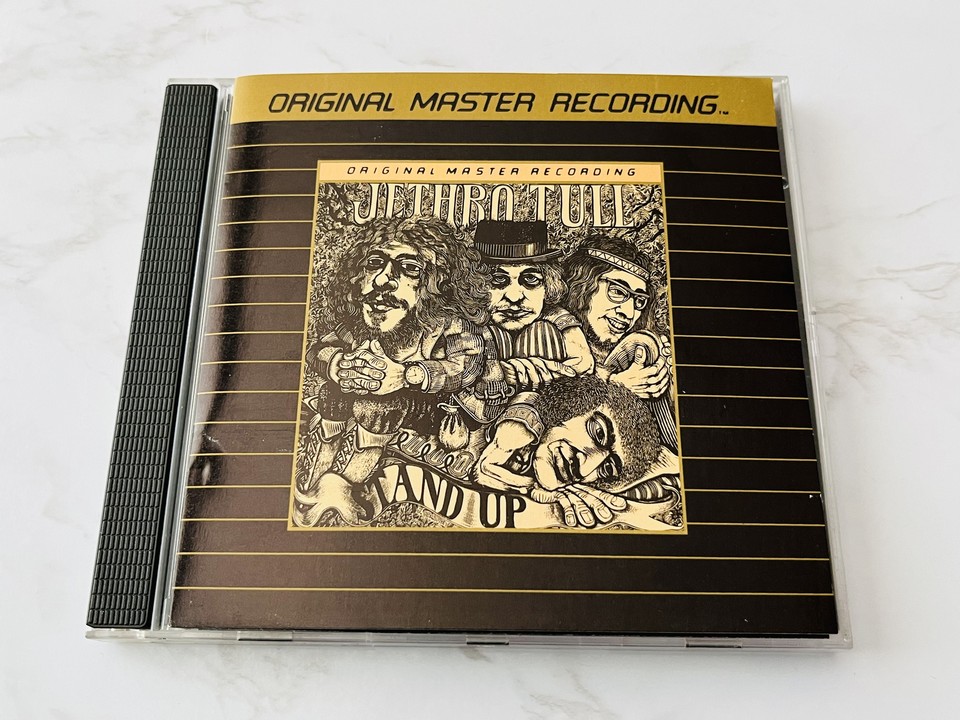 ORIGINAL MASTER RECORDING™
ORIGINAL MASTER RECORDING
JETHRO TULL
STAND UP